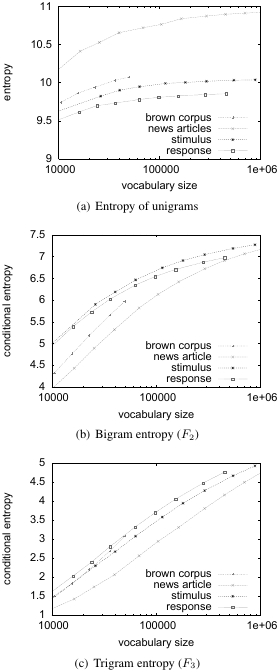 11
10.5
10
9.5
9
entropy
brown corpus
news articles
stimulus
response
10000 100000 1e+06
vocabulary size
(a) Entropy of unigrams
7.5
7
6.5
6
5.5
5
4.5
4
conditional entropy
brown corpus
news article
stimulus
response
10000 100000 1e+06
vocabulary size
(b) Bigram entropy (F2)
5
4.5
4
3.5
3
2.5
2
1.5
1
conditional entropy
brown corpus
news article
stimulus
response
10000 100000 1e+06
vocabulary size
(c) Trigram entropy (F3)